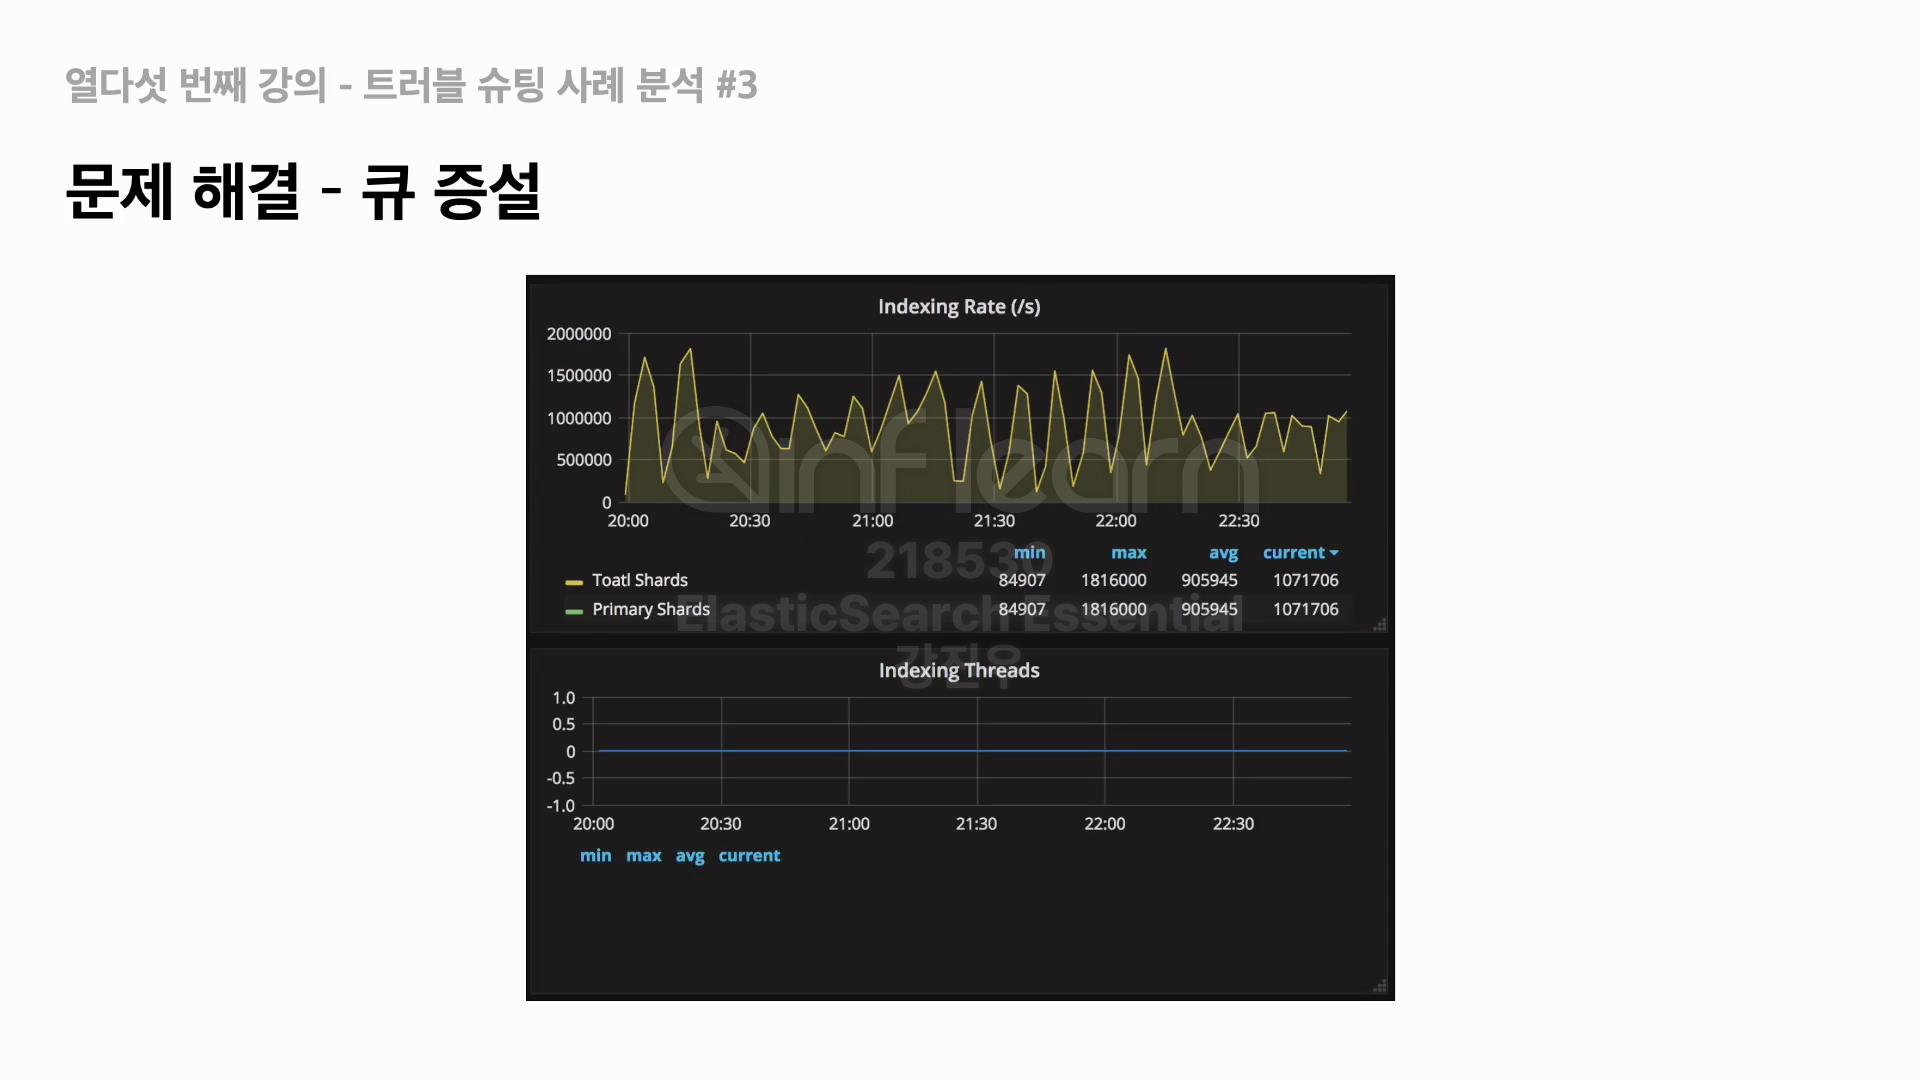 열다섯 번째 강의 - 트러블 슈팅 사례 분석 #3
문제 해결 - 큐 증설
Indexing Rate (/s)
2000000
1500000
1000000
500000
0
20:00 20:30 21:00 21:30 22:00 22:30
inflearn
218530
ElasticSearch Essential
강진우
min max avg current
Toatl Shards 84907 1816000 905945 1071706
Primary Shards 84907 1816000 905945 1071706
Indexing Threads
1.0
0.5
0
-0.5
-1.0
20:00 20:30 21:00 21:30 22:00 22:30
min max avg current